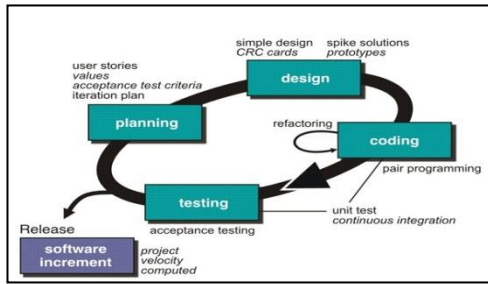 simple design
CRC cards
spike solutions
prototypes
design
user stories
values
acceptance test criteria
iteration plan
planning
refactoring
coding
pair programming
testing
acceptance testing
unit test
continuous integration
Release
software
increment
project
velocity
computed